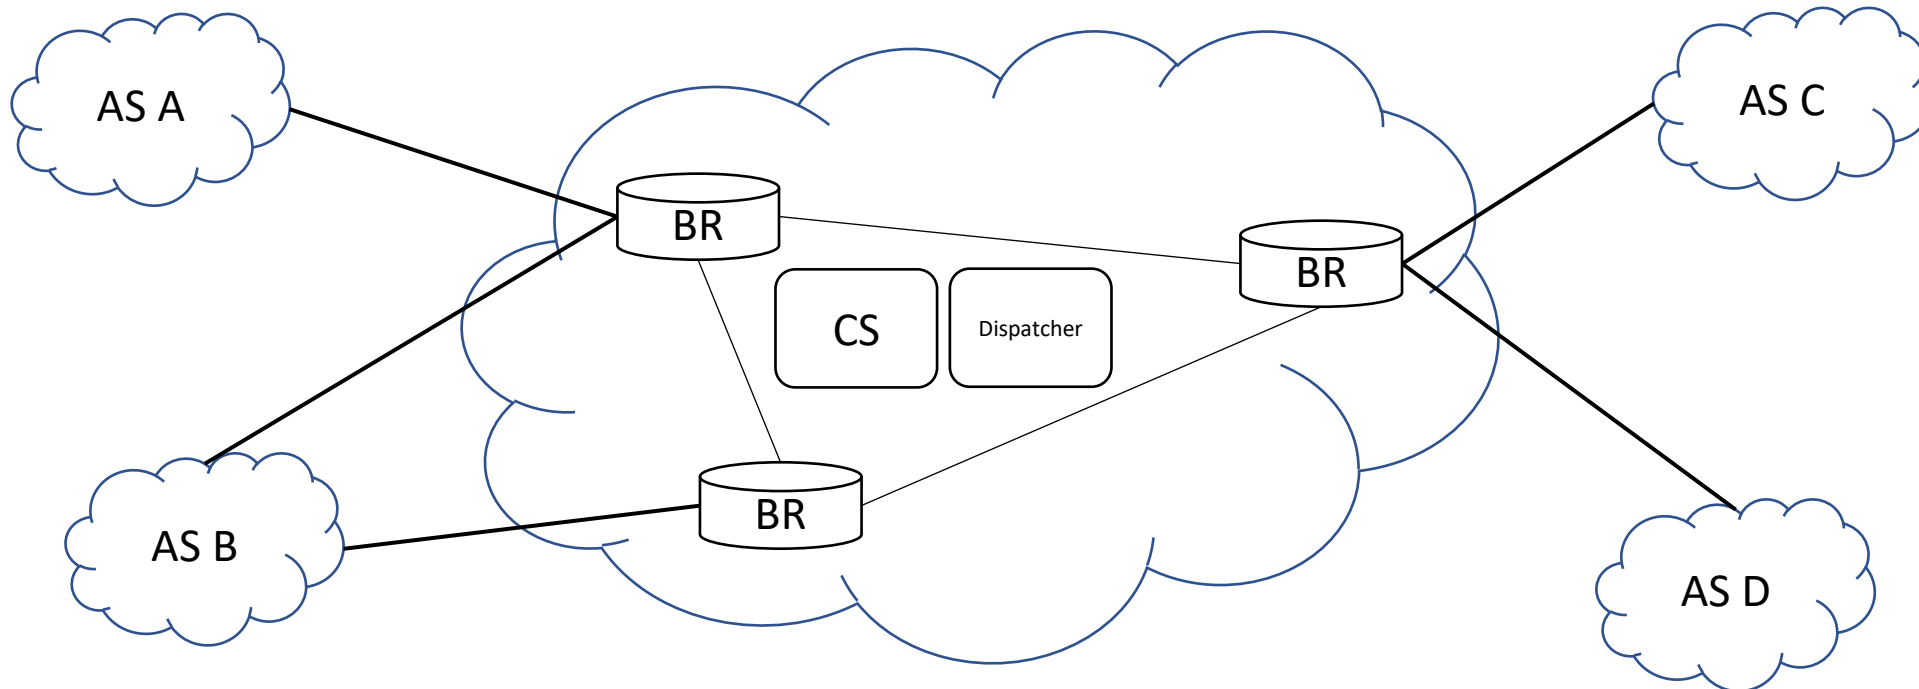 AS A
AS C
BR
BR
CS
Dispatcher
BR
AS B
AS D